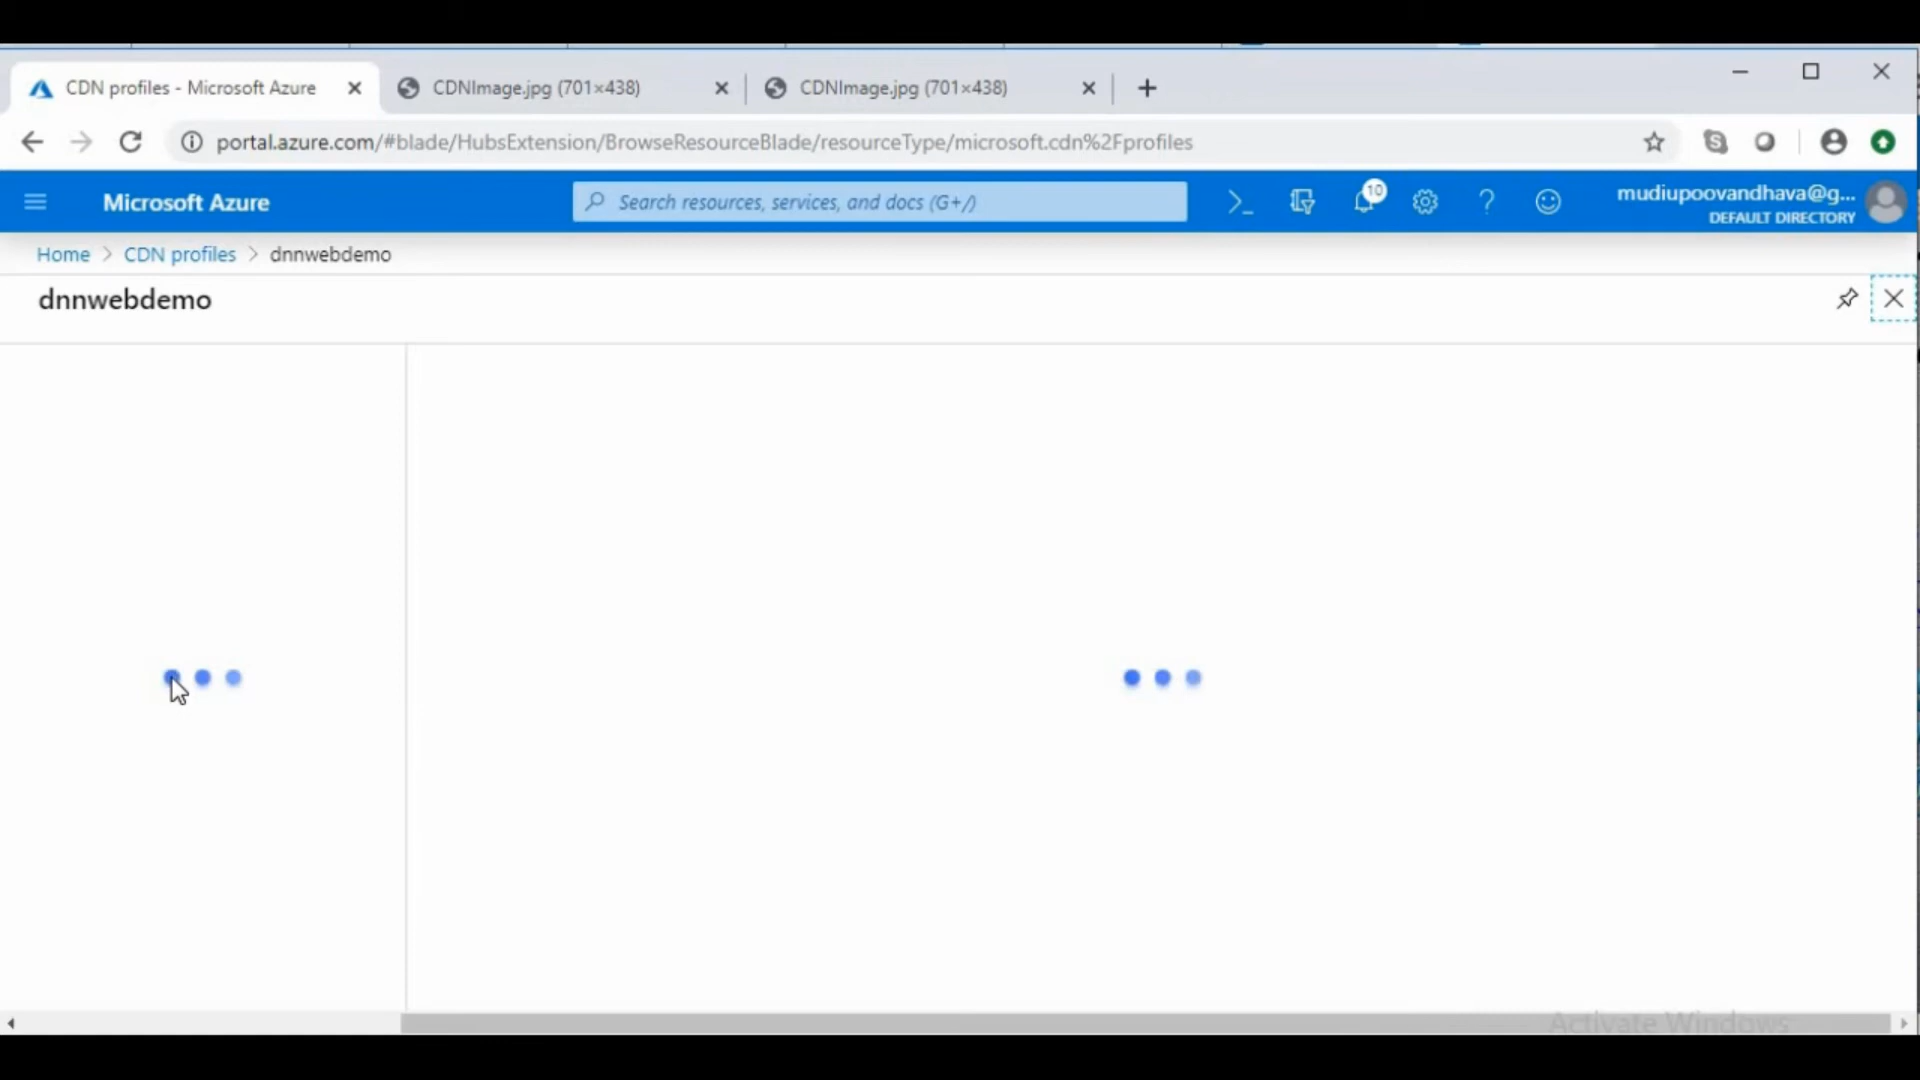 CDN profiles - Microsoft Azure
CDNImage.jpg (701×438)
CDNImage.jpg (701×438)
portal.azure.com/#blade/HubsExtension/BrowseResourceBlade/resourceType/microsoft.cdn%2Fprofiles
Microsoft Azure
Search resources, services, and docs (G+/)
10
mudiupoovandhava@g...
DEFAULT DIRECTORY
Home > CDN profiles > dnnwebdemo
dnnwebdemo
Activate Windows